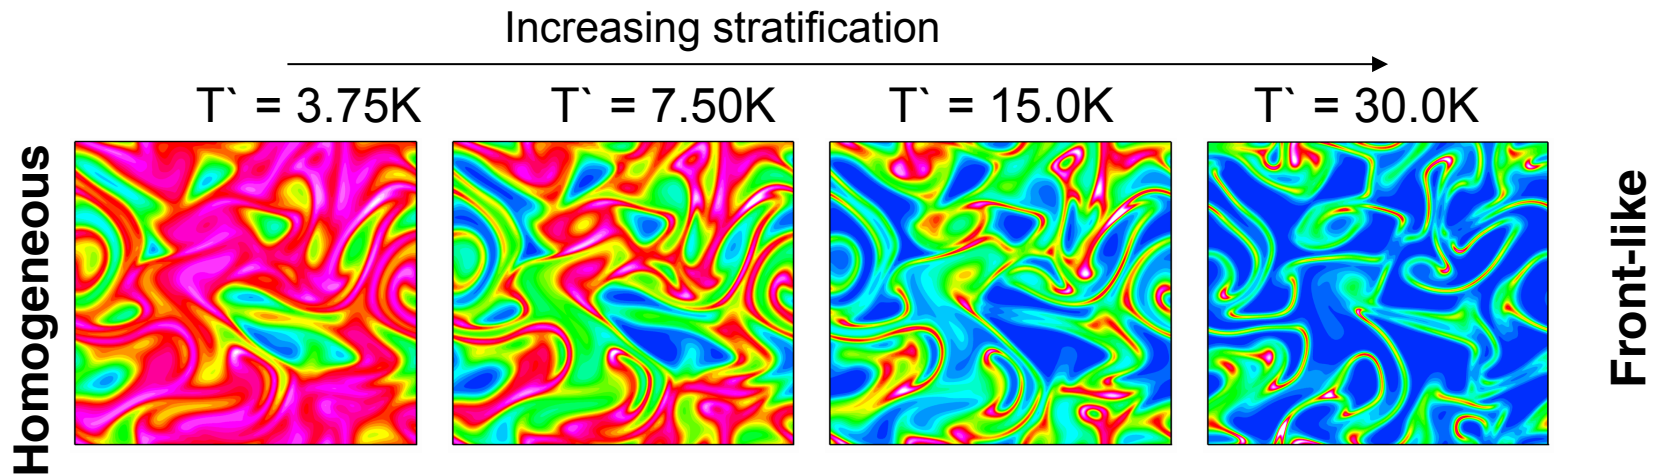 Increasing stratification
T` = 3.75K
T` = 7.50K
T` = 15.0K
T` = 30.0K
Homogeneous
Front-like